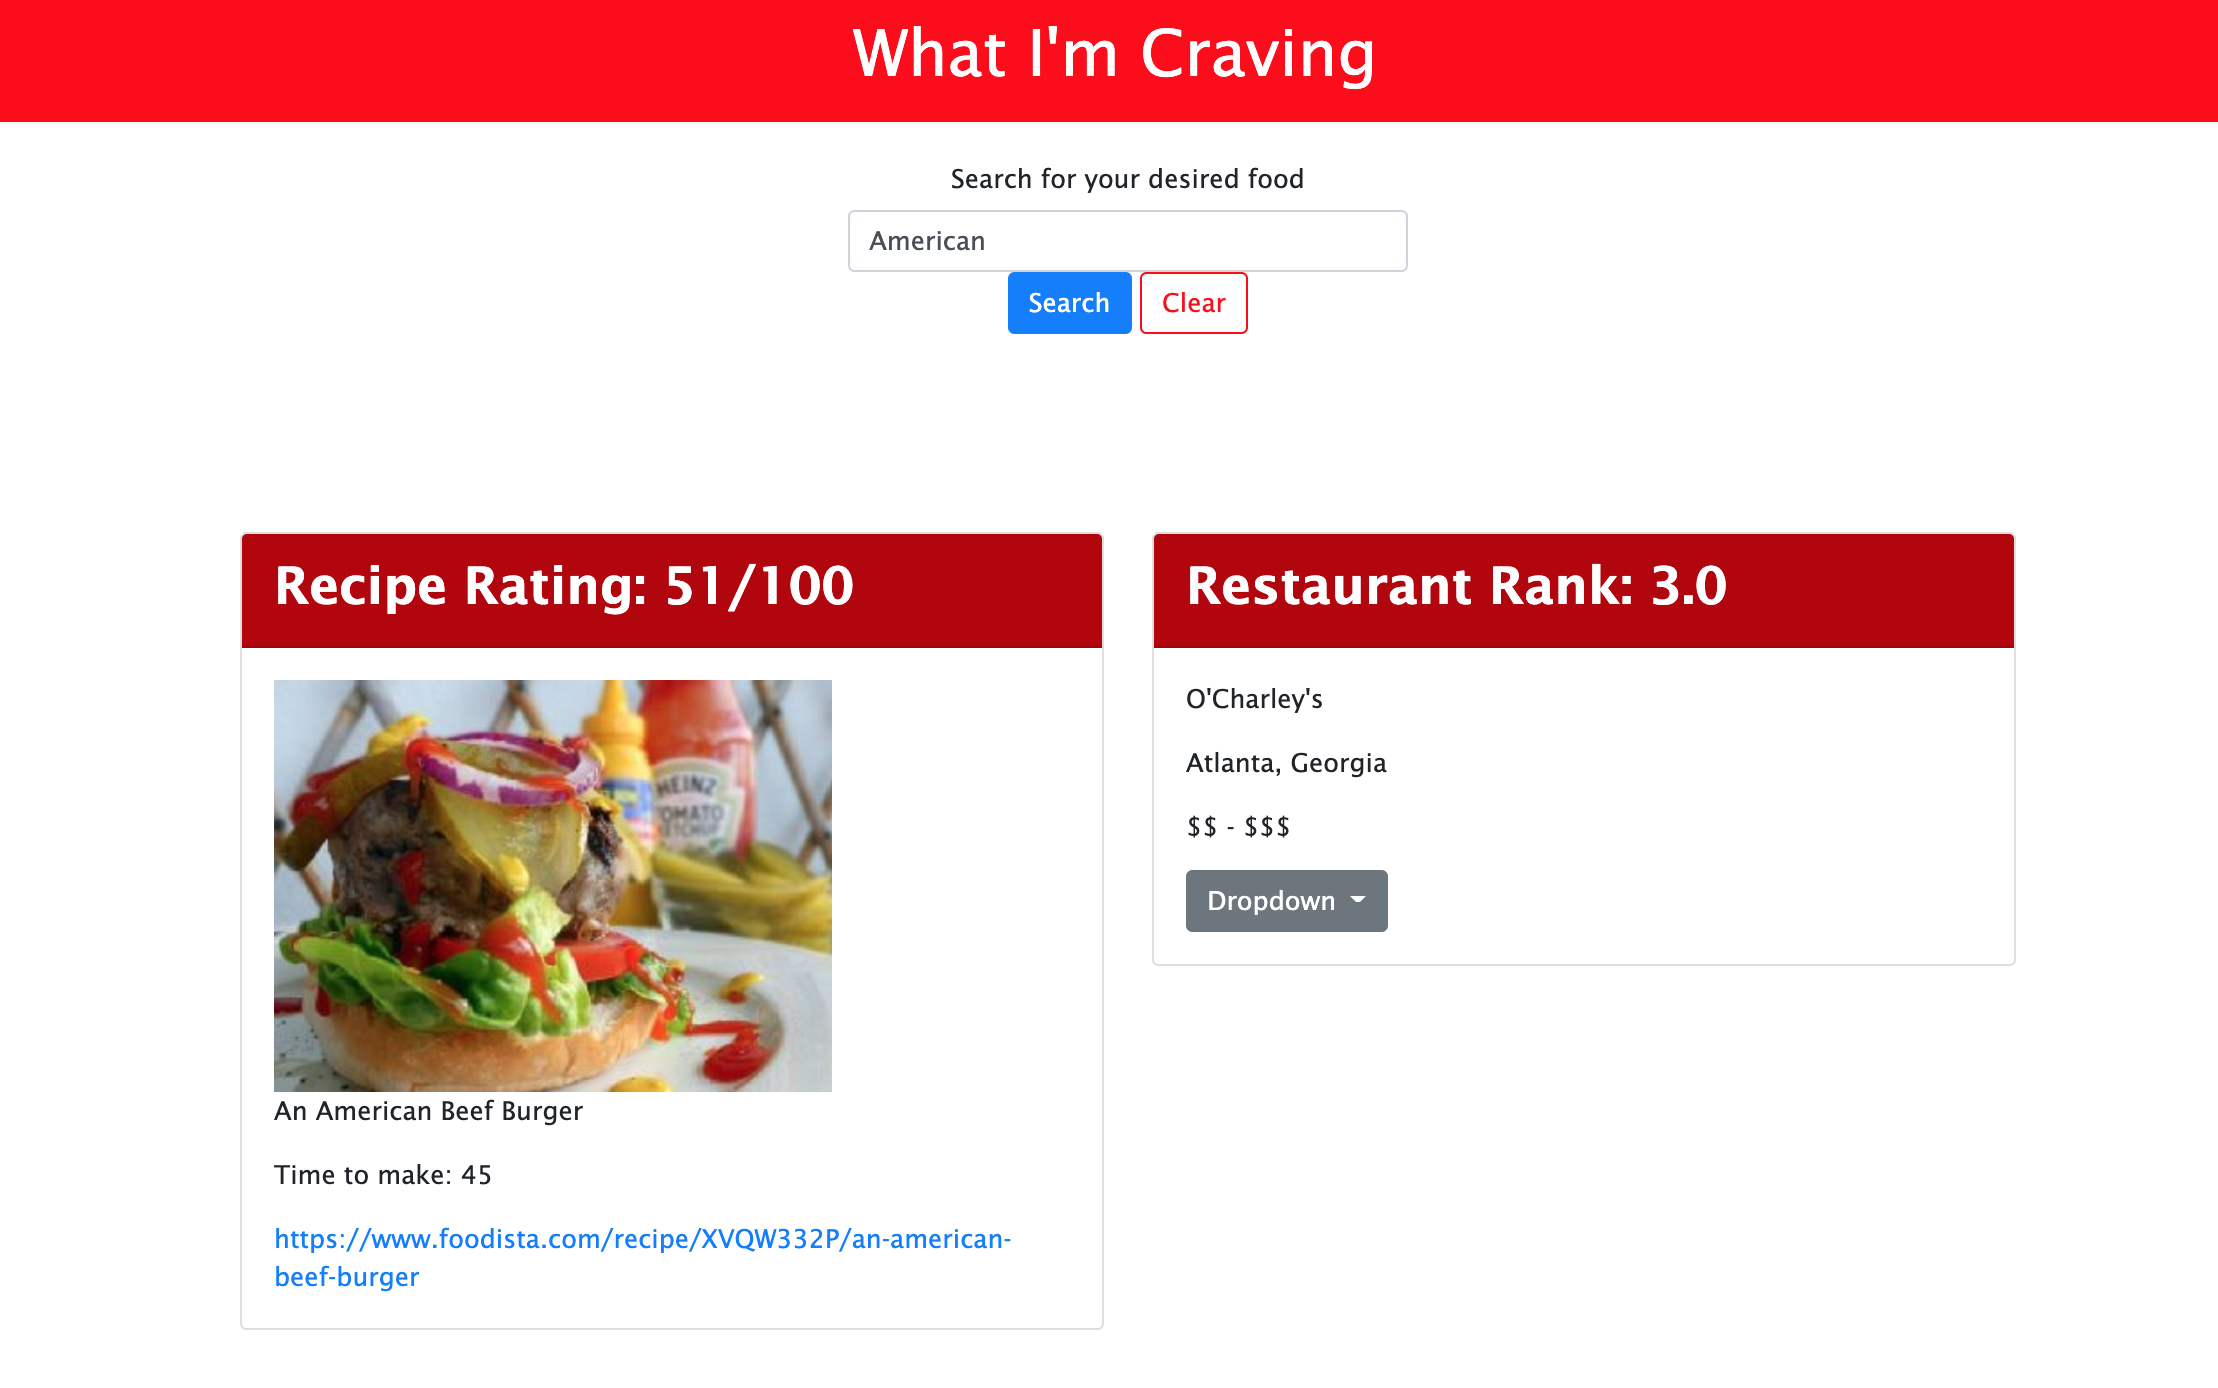 What I'm Craving
Search for your desired food
American
Search Clear
Recipe Rating: 51/100
HEINZ
TOMATO
KETCHUP
An American Beef Burger
Time to make: 45
https://www.foodista.com/recipe/XVQW332P/an-american-
beef-burger
Restaurant Rank: 3.0
O'Charley's
Atlanta, Georgia
$$ - $$$
Dropdown